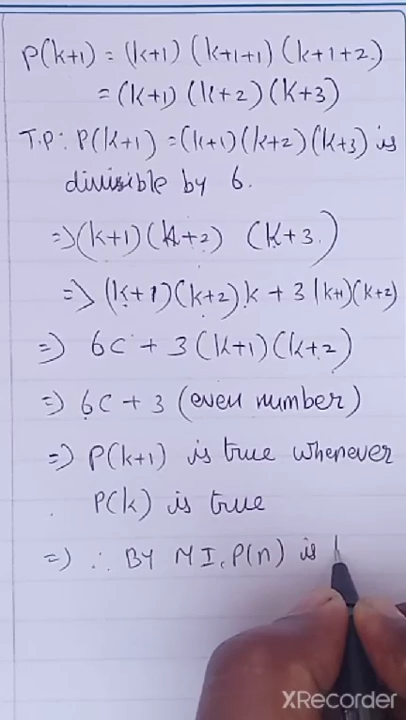 P(k+1) = (k+1) (k+1+1) (k+1+2)
= (k+1) (k+2) (k+3)
T.P: P(k+1) = (k+1)(k+2)(k+3) is
divisible by 6.
=> (k+1)(k+2) (k+3)
=> (k+1)(k+2)k + 3(k+1)(k+2)
=> 6c + 3(k+1)(k+2)
=> 6c + 3 (even number)
=> P(k+1) is true whenever
P(k) is true
=> ∴ By MI, P(n) is
XRecorder